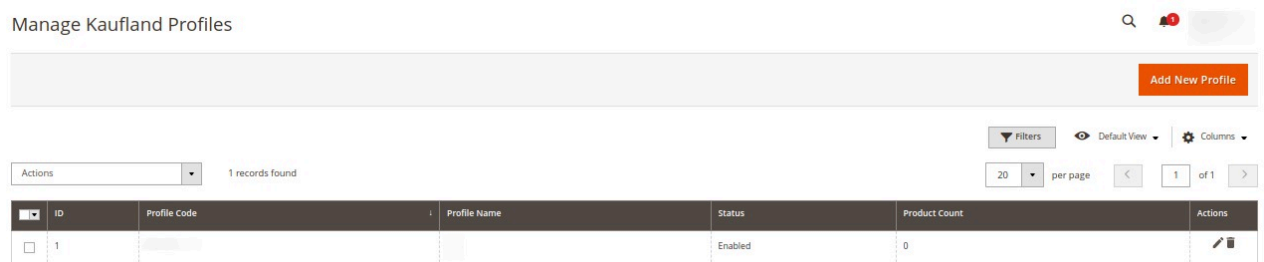 Manage Kaufland Profiles
1
Add New Profile
Filters Default View Columns
Actions 1 records found 20 per page 1 of 1
ID Profile Code ↓ Profile Name Status Product Count Actions
1 Enabled 0